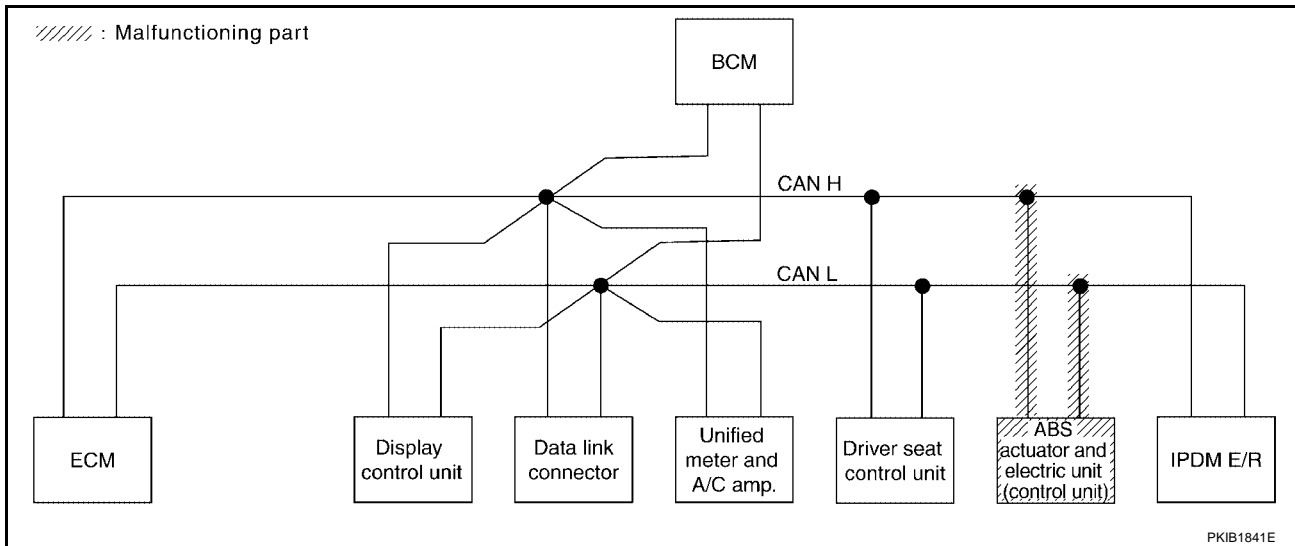 : Malfunctioning part
BCM
CAN H
CAN L
ECM
Display
control unit
Data link
connector
Unified
meter and
A/C amp.
Driver seat
control unit
ABS
actuator and
electric unit
(control unit)
IPDM E/R
PKIB1841E